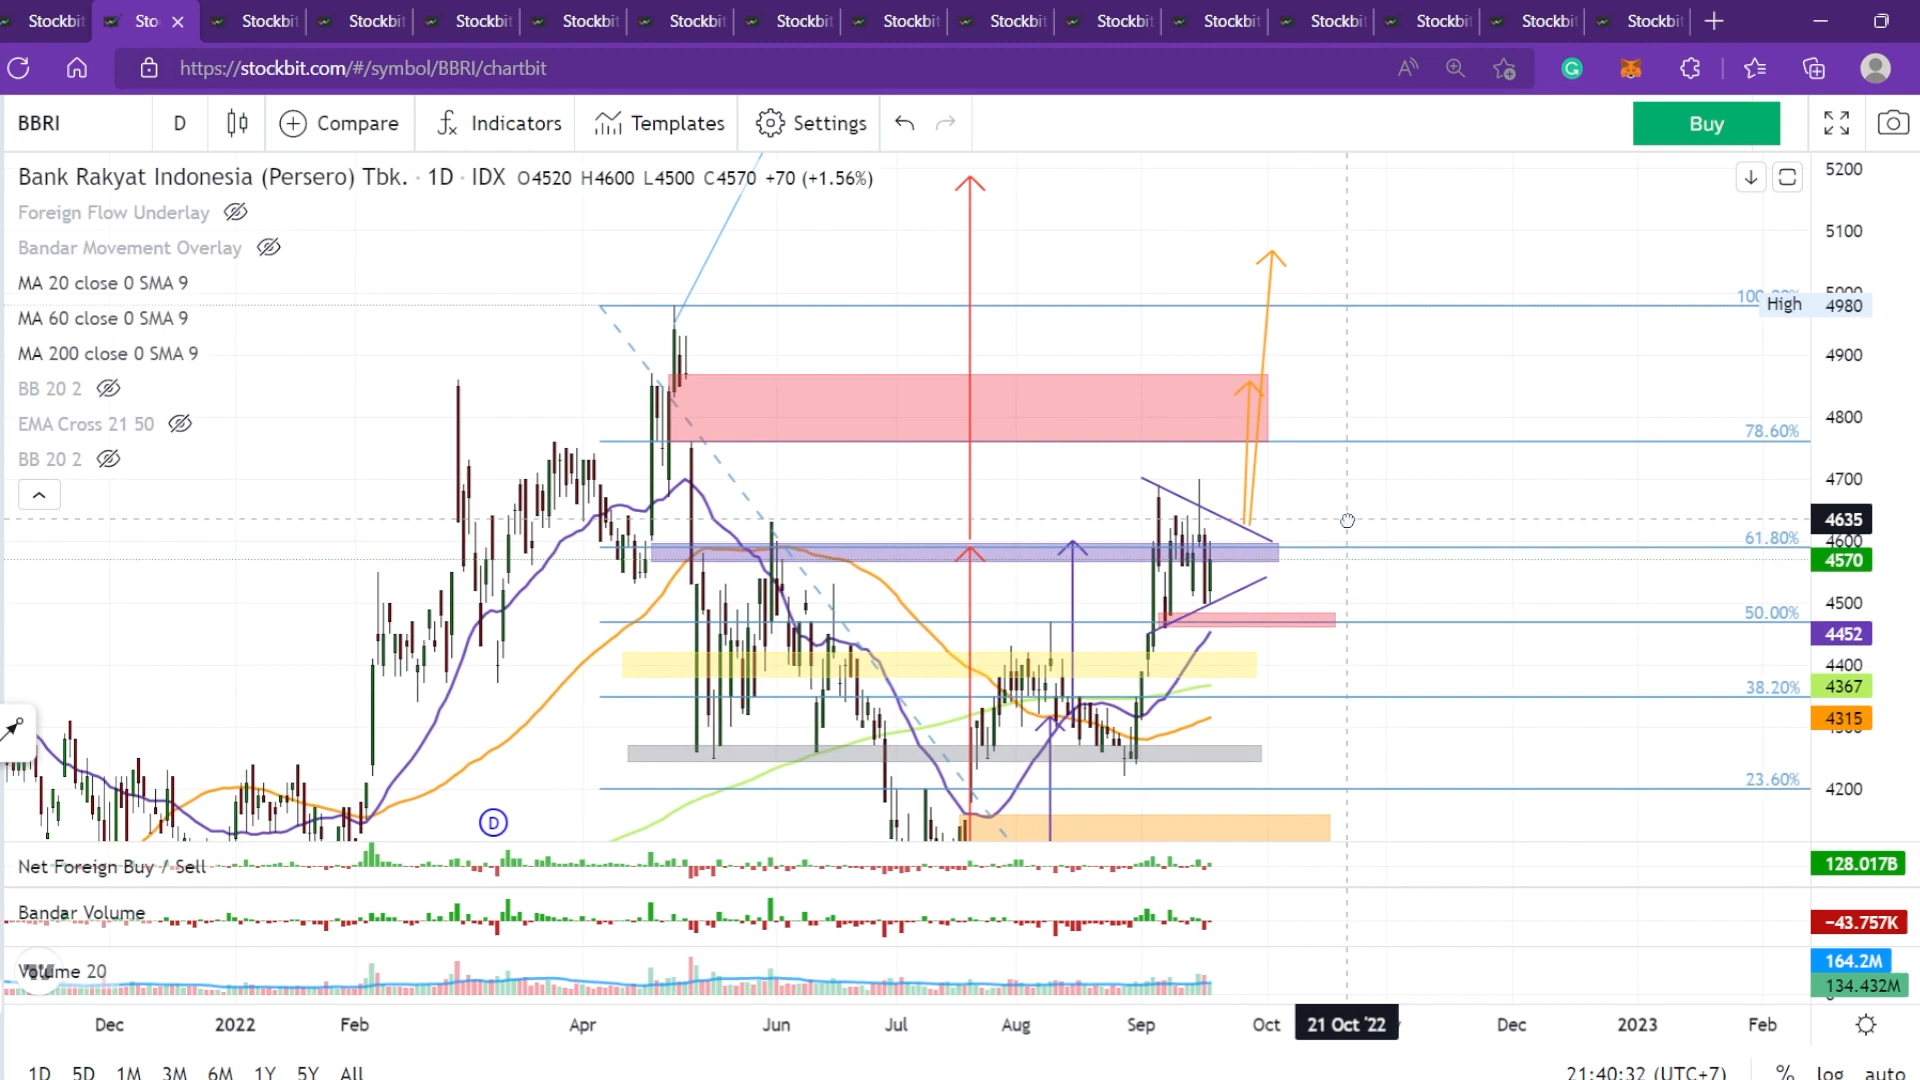 Stockbit Sto Stockbit Stockbit Stockbit Stockbit Stockbit Stockbit Stockbit Stockbit Stockbit Stockbit Stockbit Stockbit Stockbit Stockbit
https://stockbit.com/#/symbol/BBRI/chartbit
BBRI D Compare Indicators Templates Settings Buy
Bank Rakyat Indonesia (Persero) Tbk. · 1D · IDX O4520 H4600 L4500 C4570 +70 (+1.56%)
Foreign Flow Underlay
Bandar Movement Overlay
MA 20 close 0 SMA 9
MA 60 close 0 SMA 9
MA 200 close 0 SMA 9
BB 20 2
EMA Cross 21 50
BB 20 2
5200
5100
High 4980
4900
4800
78.60%
4700
4635
61.80% 4600
4570
4500
50.00%
4452
4400
38.20% 4367
4315
23.60% 4200
D
Net Foreign Buy / Sell 128.017B
Bandar Volume −43.757K
Volume 20 164.2M
134.432M
Dec 2022 Feb Apr Jun Jul Aug Sep Oct 21 Oct '22 Dec 2023 Feb
1D 5D 1M 3M 6M 1Y 5Y All 21:40:32 (UTC+7) % log auto